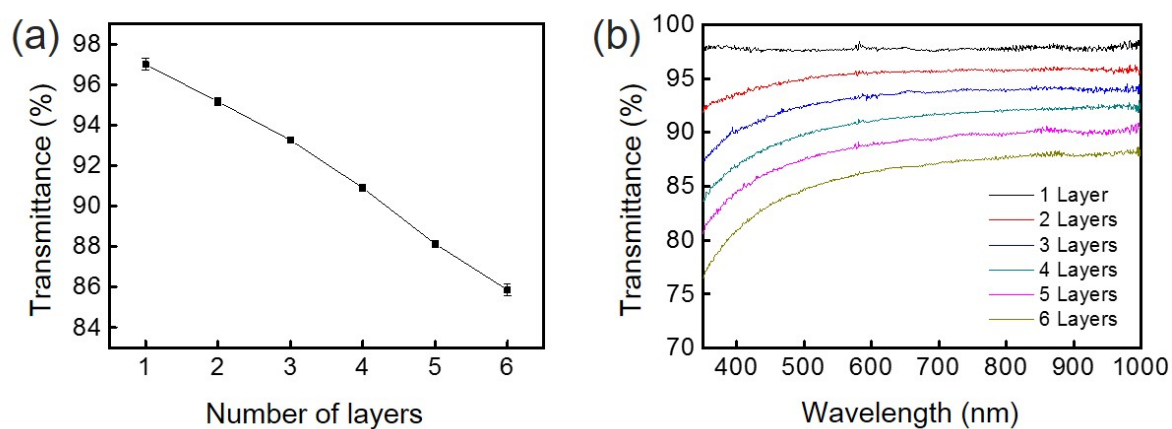 (a)
Transmittance (%)
98
96
94
92
90
88
86
84
1 2 3 4 5 6
Number of layers
(b)
Transmittance (%)
100
95
90
85
80
75
70
1 Layer
2 Layers
3 Layers
4 Layers
5 Layers
6 Layers
400 500 600 700 800 900 1000
Wavelength (nm)